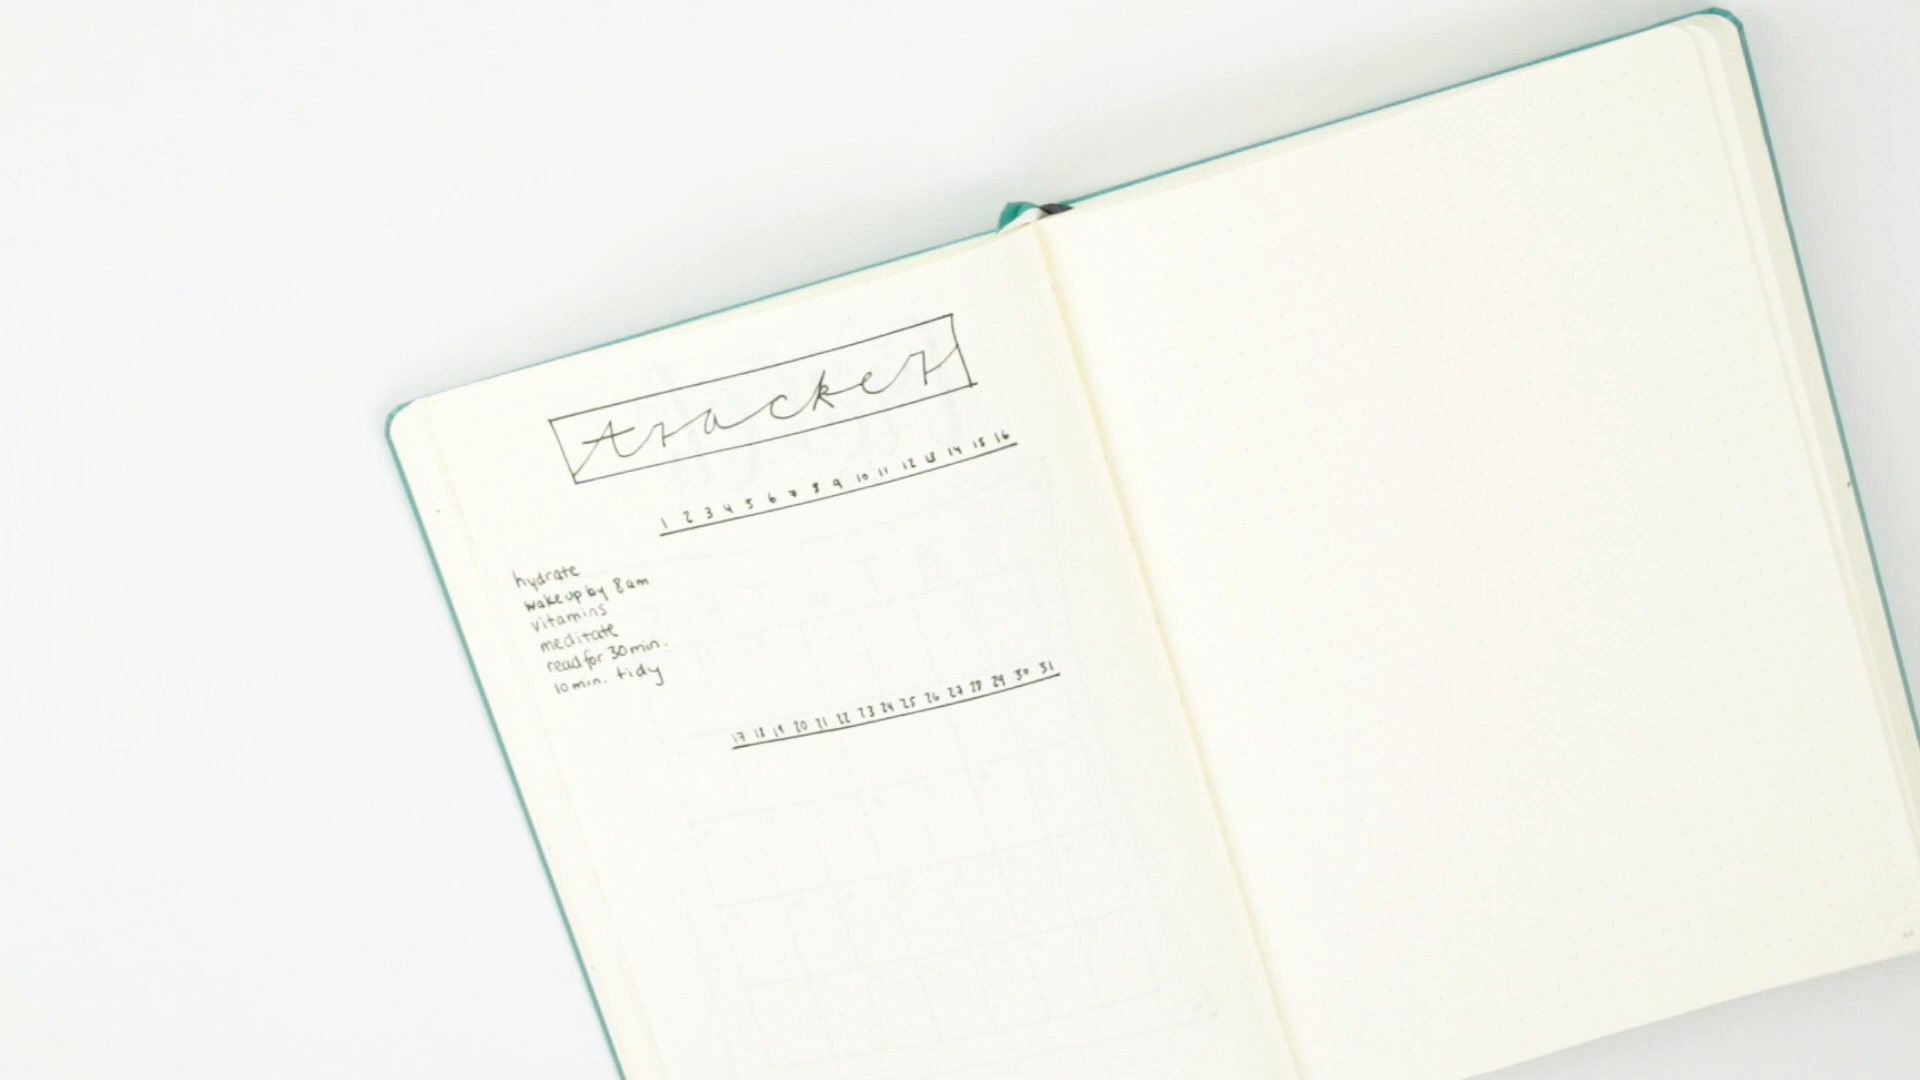 tracker
1 2 3 4 5 6 7 8 9 10 11 12 13 14 15 16
hydrate
wake up by 8am
vitamins
meditate
read for 30 min.
10 min. tidy
17 18 19 20 21 22 23 24 25 26 27 28 29 30 31